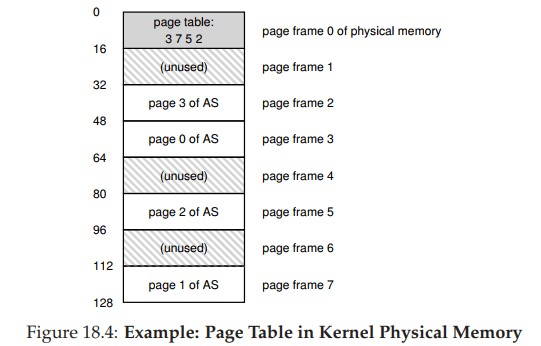 0
page table:
3 7 5 2
page frame 0 of physical memory
16
(unused)
page frame 1
32
page 3 of AS
page frame 2
48
page 0 of AS
page frame 3
64
(unused)
page frame 4
80
page 2 of AS
page frame 5
96
(unused)
page frame 6
112
page 1 of AS
page frame 7
128
Figure 18.4: Example: Page Table in Kernel Physical Memory